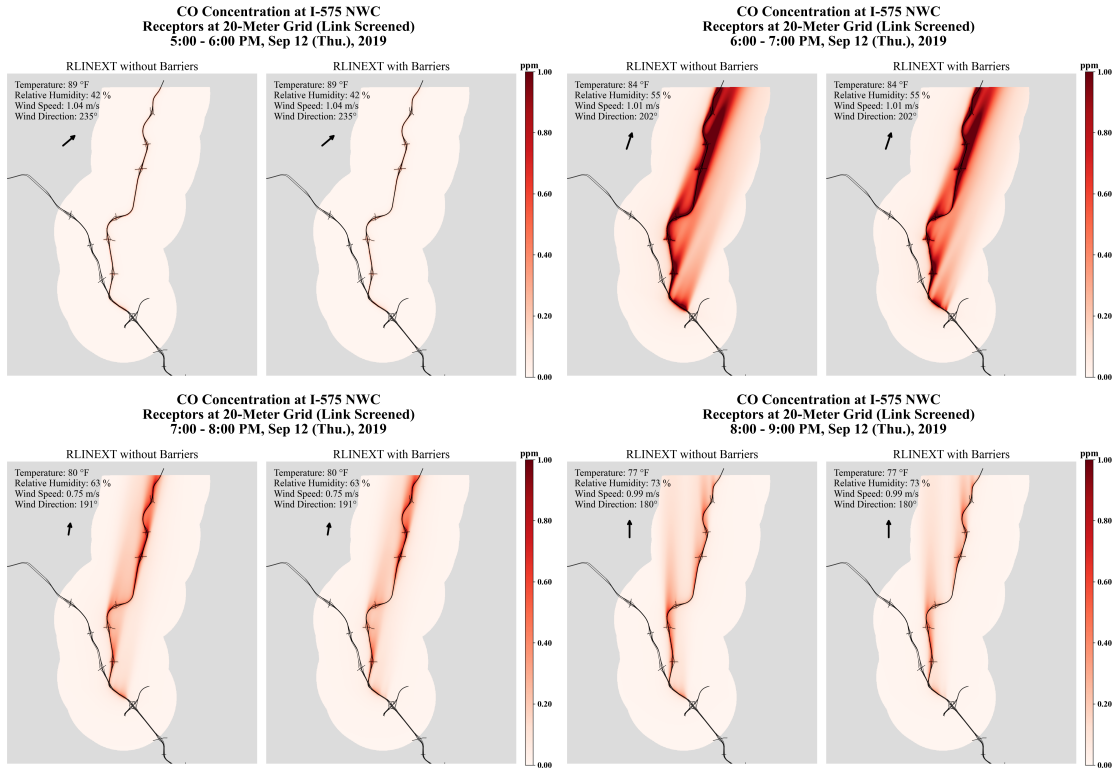 CO Concentration at I-575 NWC
Receptors at 20-Meter Grid (Link Screened)
5:00 - 6:00 PM, Sep 12 (Thu.), 2019
RLINEXT without Barriers
Temperature: 89 °F
Relative Humidity: 42 %
Wind Speed: 1.04 m/s
Wind Direction: 235°
RLINEXT with Barriers
Temperature: 89 °F
Relative Humidity: 42 %
Wind Speed: 1.04 m/s
Wind Direction: 235°
ppm
1.00
0.80
0.60
0.40
0.20
0.00
CO Concentration at I-575 NWC
Receptors at 20-Meter Grid (Link Screened)
6:00 - 7:00 PM, Sep 12 (Thu.), 2019
RLINEXT without Barriers
Temperature: 84 °F
Relative Humidity: 55 %
Wind Speed: 1.01 m/s
Wind Direction: 202°
RLINEXT with Barriers
Temperature: 84 °F
Relative Humidity: 55 %
Wind Speed: 1.01 m/s
Wind Direction: 202°
ppm
1.00
0.80
0.60
0.40
0.20
0.00
CO Concentration at I-575 NWC
Receptors at 20-Meter Grid (Link Screened)
7:00 - 8:00 PM, Sep 12 (Thu.), 2019
RLINEXT without Barriers
Temperature: 80 °F
Relative Humidity: 63 %
Wind Speed: 0.75 m/s
Wind Direction: 191°
RLINEXT with Barriers
Temperature: 80 °F
Relative Humidity: 63 %
Wind Speed: 0.75 m/s
Wind Direction: 191°
ppm
1.00
0.80
0.60
0.40
0.20
0.00
CO Concentration at I-575 NWC
Receptors at 20-Meter Grid (Link Screened)
8:00 - 9:00 PM, Sep 12 (Thu.), 2019
RLINEXT without Barriers
Temperature: 77 °F
Relative Humidity: 73 %
Wind Speed: 0.99 m/s
Wind Direction: 180°
RLINEXT with Barriers
Temperature: 77 °F
Relative Humidity: 73 %
Wind Speed: 0.99 m/s
Wind Direction: 180°
ppm
1.00
0.80
0.60
0.40
0.20
0.00